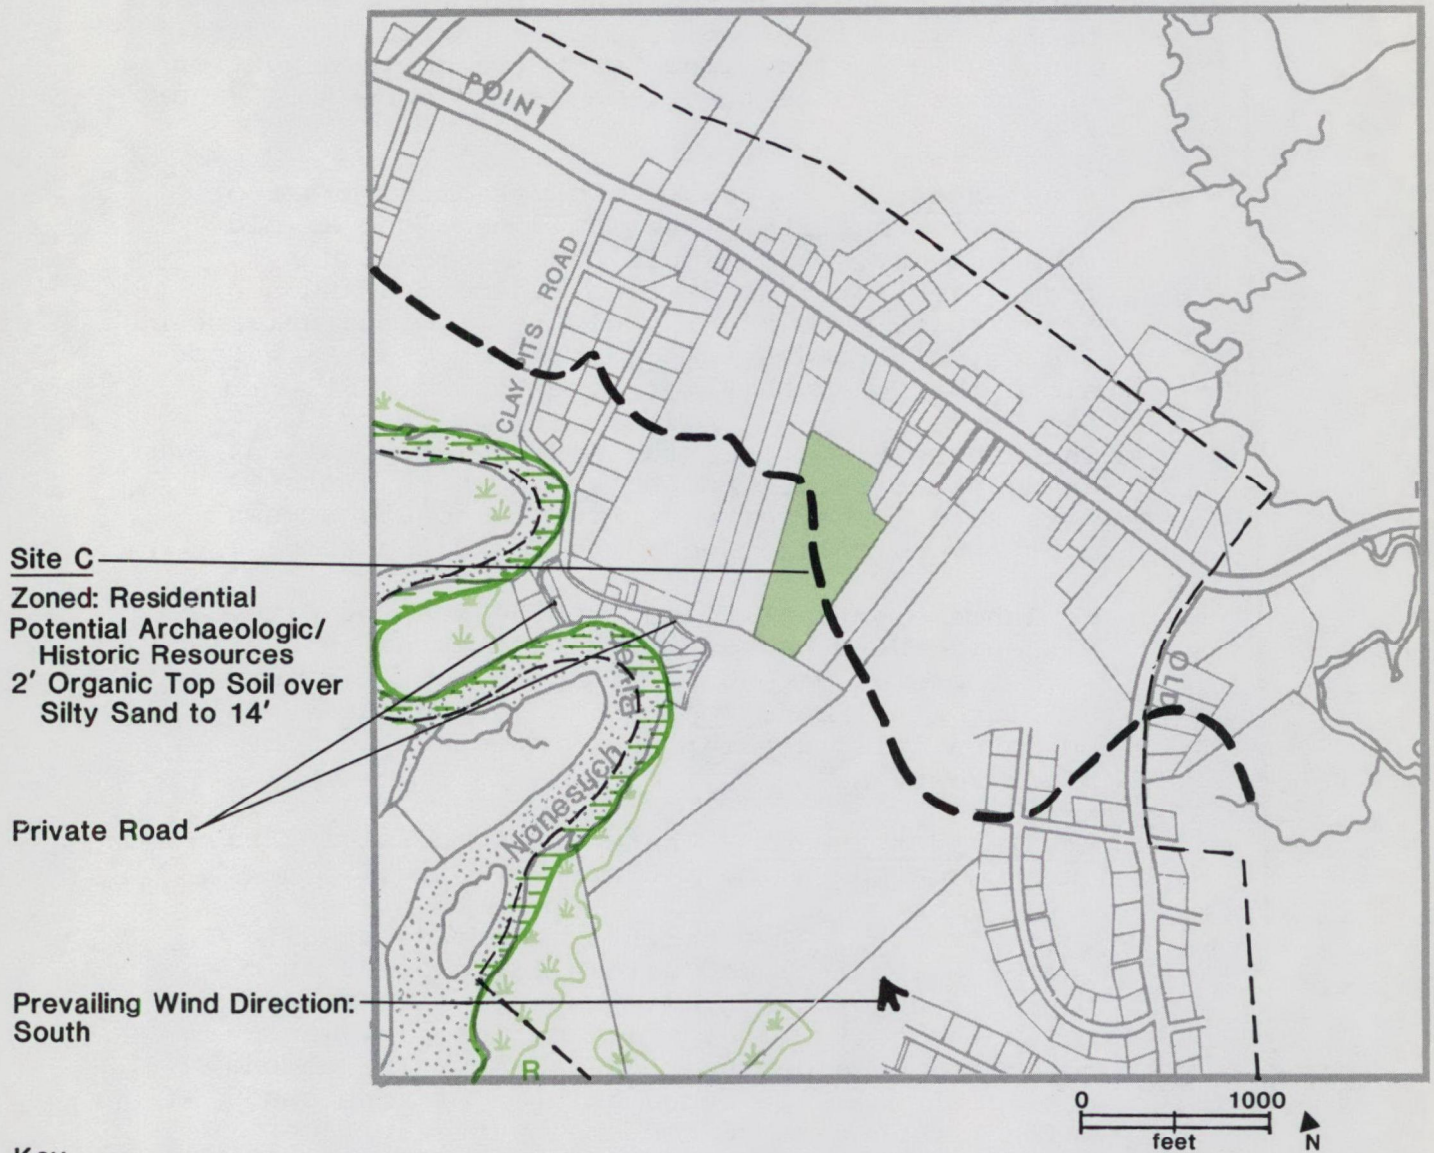 POINT
CLAY PITS ROAD
Site C
Zoned: Residential
Potential Archaeologic/
Historic Resources
2' Organic Top Soil over
Silty Sand to 14'
OLD
River
Nonesuch
Private Road
Prevailing Wind Direction:
South
R
0 1000
feet
N
Key